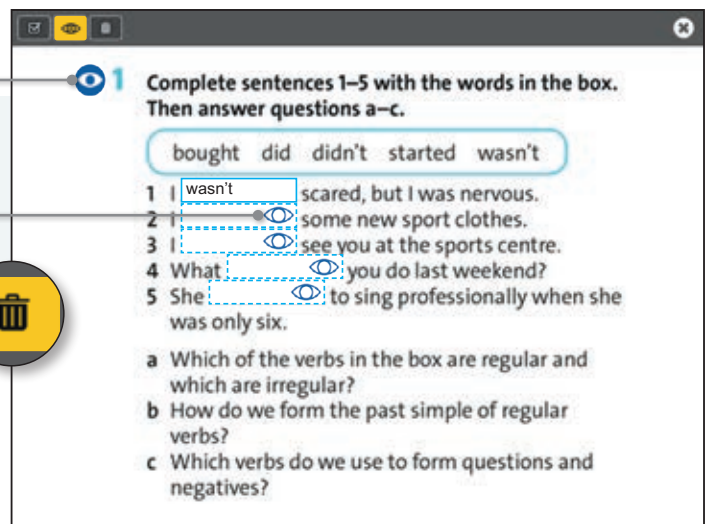 1 Complete sentences 1–5 with the words in the box.
Then answer questions a–c.
bought did didn't started wasn't
1 I wasn't scared, but I was nervous.
2 I some new sport clothes.
3 I see you at the sports centre.
4 What you do last weekend?
5 She to sing professionally when she
was only six.
a Which of the verbs in the box are regular and
which are irregular?
b How do we form the past simple of regular
verbs?
c Which verbs do we use to form questions and
negatives?